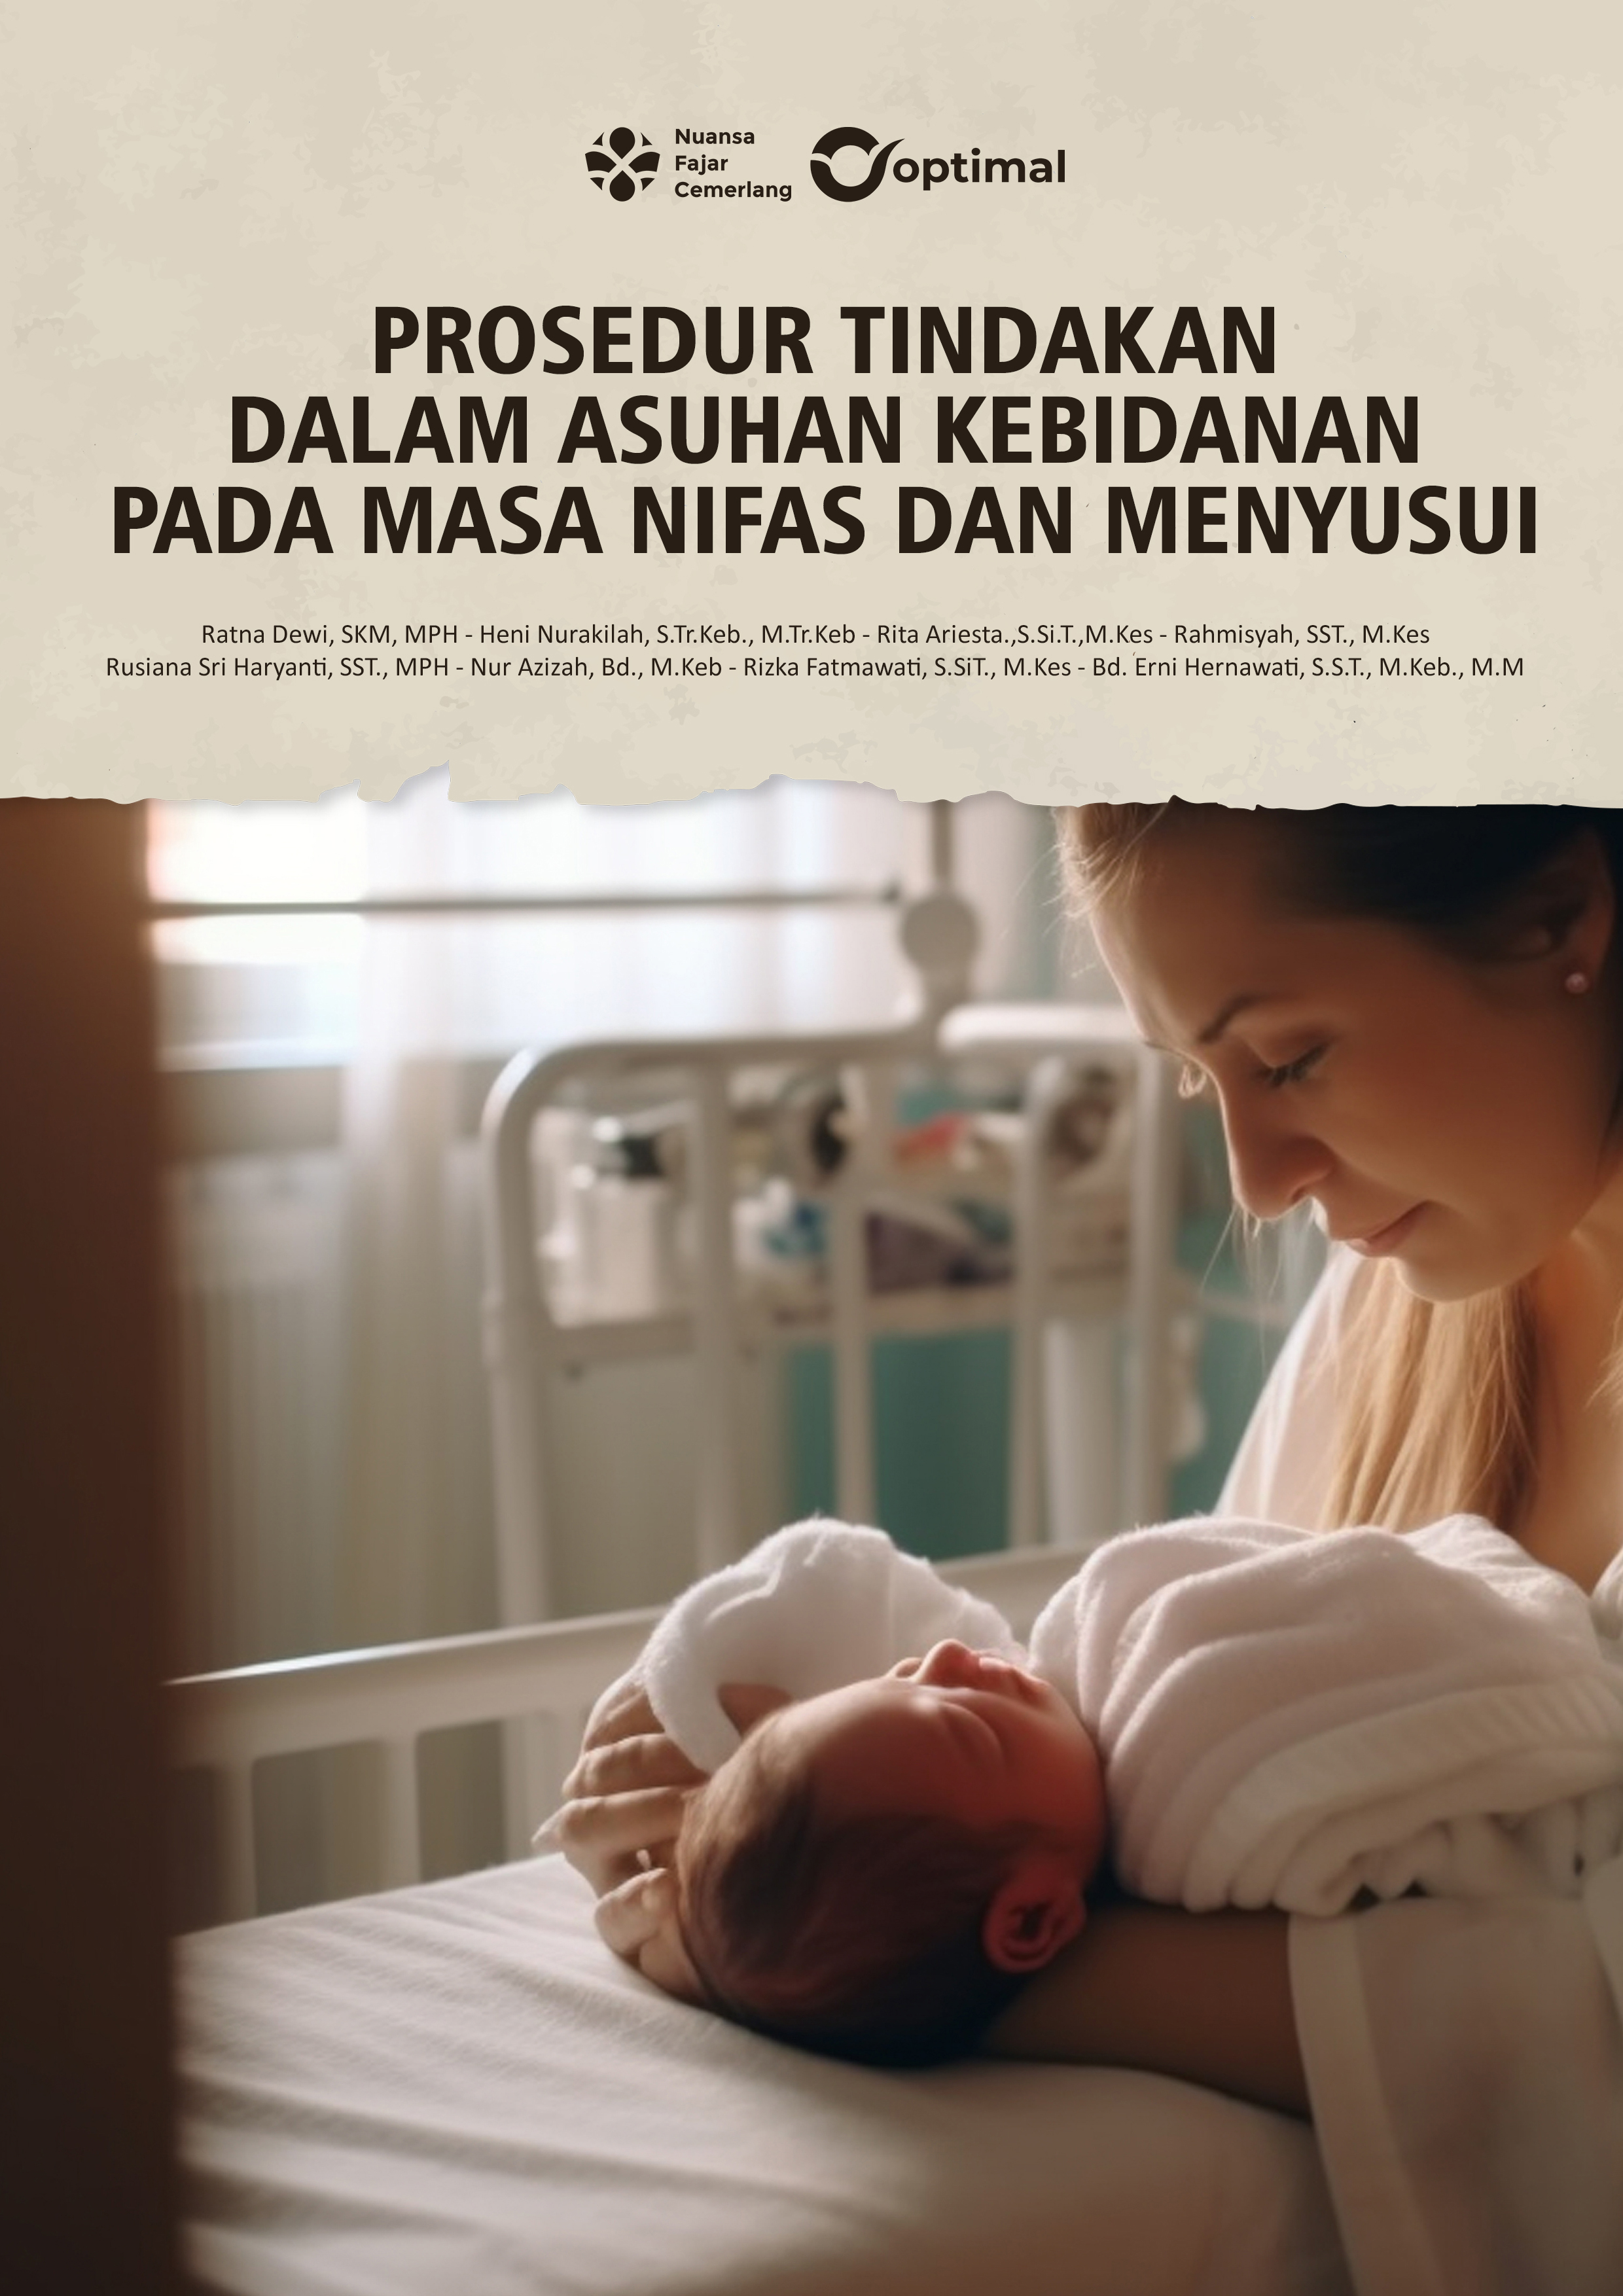 Nuansa
Fajar
Cemerlang
optimal
PROSEDUR TINDAKAN
DALAM ASUHAN KEBIDANAN
PADA MASA NIFAS DAN MENYUSUI
Ratna Dewi, SKM, MPH - Heni Nurakilah, S.Tr.Keb., M.Tr.Keb - Rita Ariesta.,S.Si.T.,M.Kes - Rahmisyah, SST., M.Kes
Rusiana Sri Haryanti, SST., MPH - Nur Azizah, Bd., M.Keb - Rizka Fatmawati, S.SiT., M.Kes - Bd. Erni Hernawati, S.S.T., M.Keb., M.M